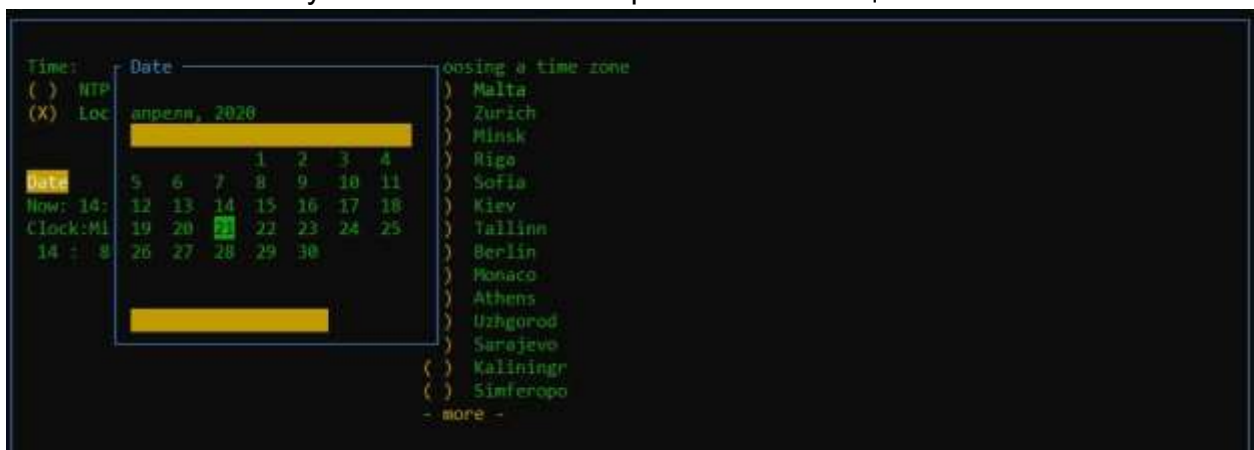 Time:
( ) NTP
(X) Loc
Date
Now: 14:
Clock:Mi
14 : 8
Date
апреля, 2020
1 2 3 4
5 6 7 8 9 10 11
12 13 14 15 16 17 18
19 20 21 22 23 24 25
26 27 28 29 30
oosing a time zone
) Malta
) Zurich
) Minsk
) Riga
) Sofia
) Kiev
) Tallinn
) Berlin
) Monaco
) Athens
) Uzhgorod
) Sarajevo
( ) Kaliningr
( ) Simferopo
- more -